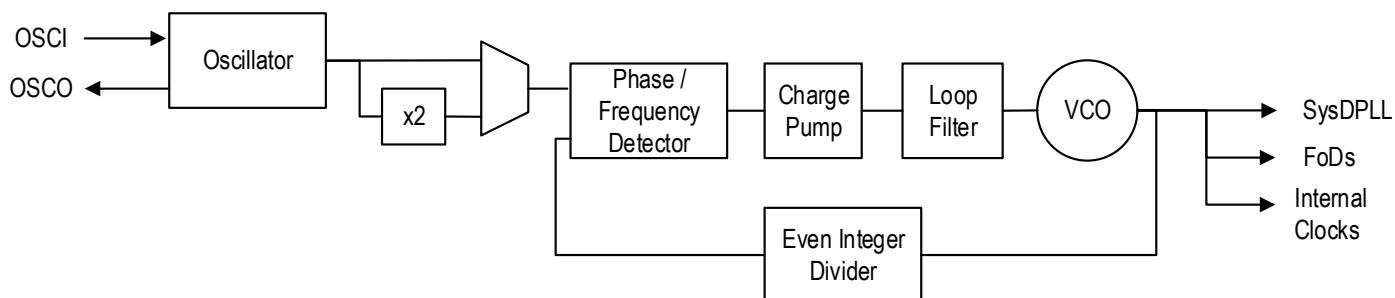 OSCI
OSCO
Oscillator
x2
Phase /
Frequency
Detector
Charge
Pump
Loop
Filter
VCO
SysDPLL
FoDs
Internal
Clocks
Even Integer
Divider